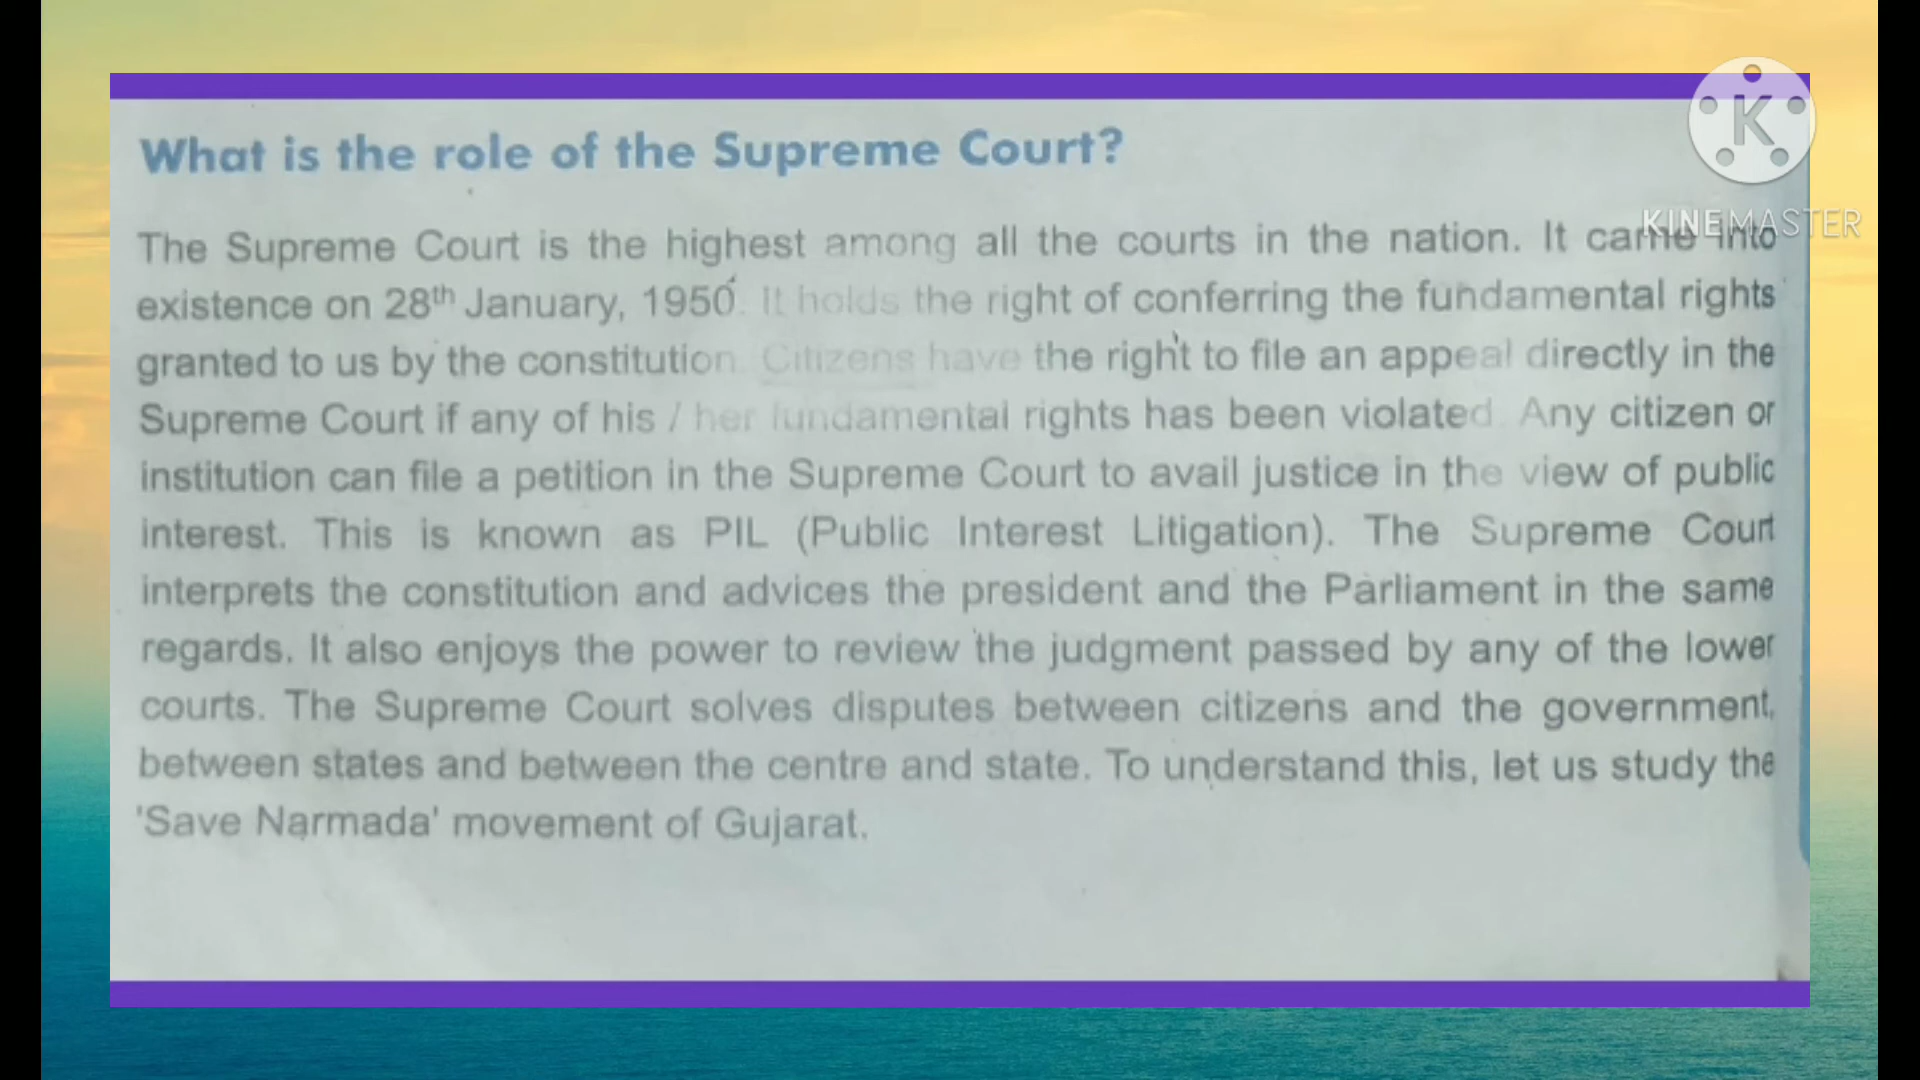 What is the role of the Supreme Court?
The Supreme Court is the highest among all the courts in the nation. It came into
existence on 28th January, 1950. It holds the right of conferring the fundamental rights
granted to us by the constitution. Citizens have the right to file an appeal directly in the
Supreme Court if any of his / her fundamental rights has been violated. Any citizen or
institution can file a petition in the Supreme Court to avail justice in the view of public
interest. This is known as PIL (Public Interest Litigation). The Supreme Court
interprets the constitution and advices the president and the Parliament in the same
regards. It also enjoys the power to review the judgment passed by any of the lower
courts. The Supreme Court solves disputes between citizens and the government,
between states and between the centre and state. To understand this, let us study the
'Save Narmada' movement of Gujarat.
K
KINEMASTER